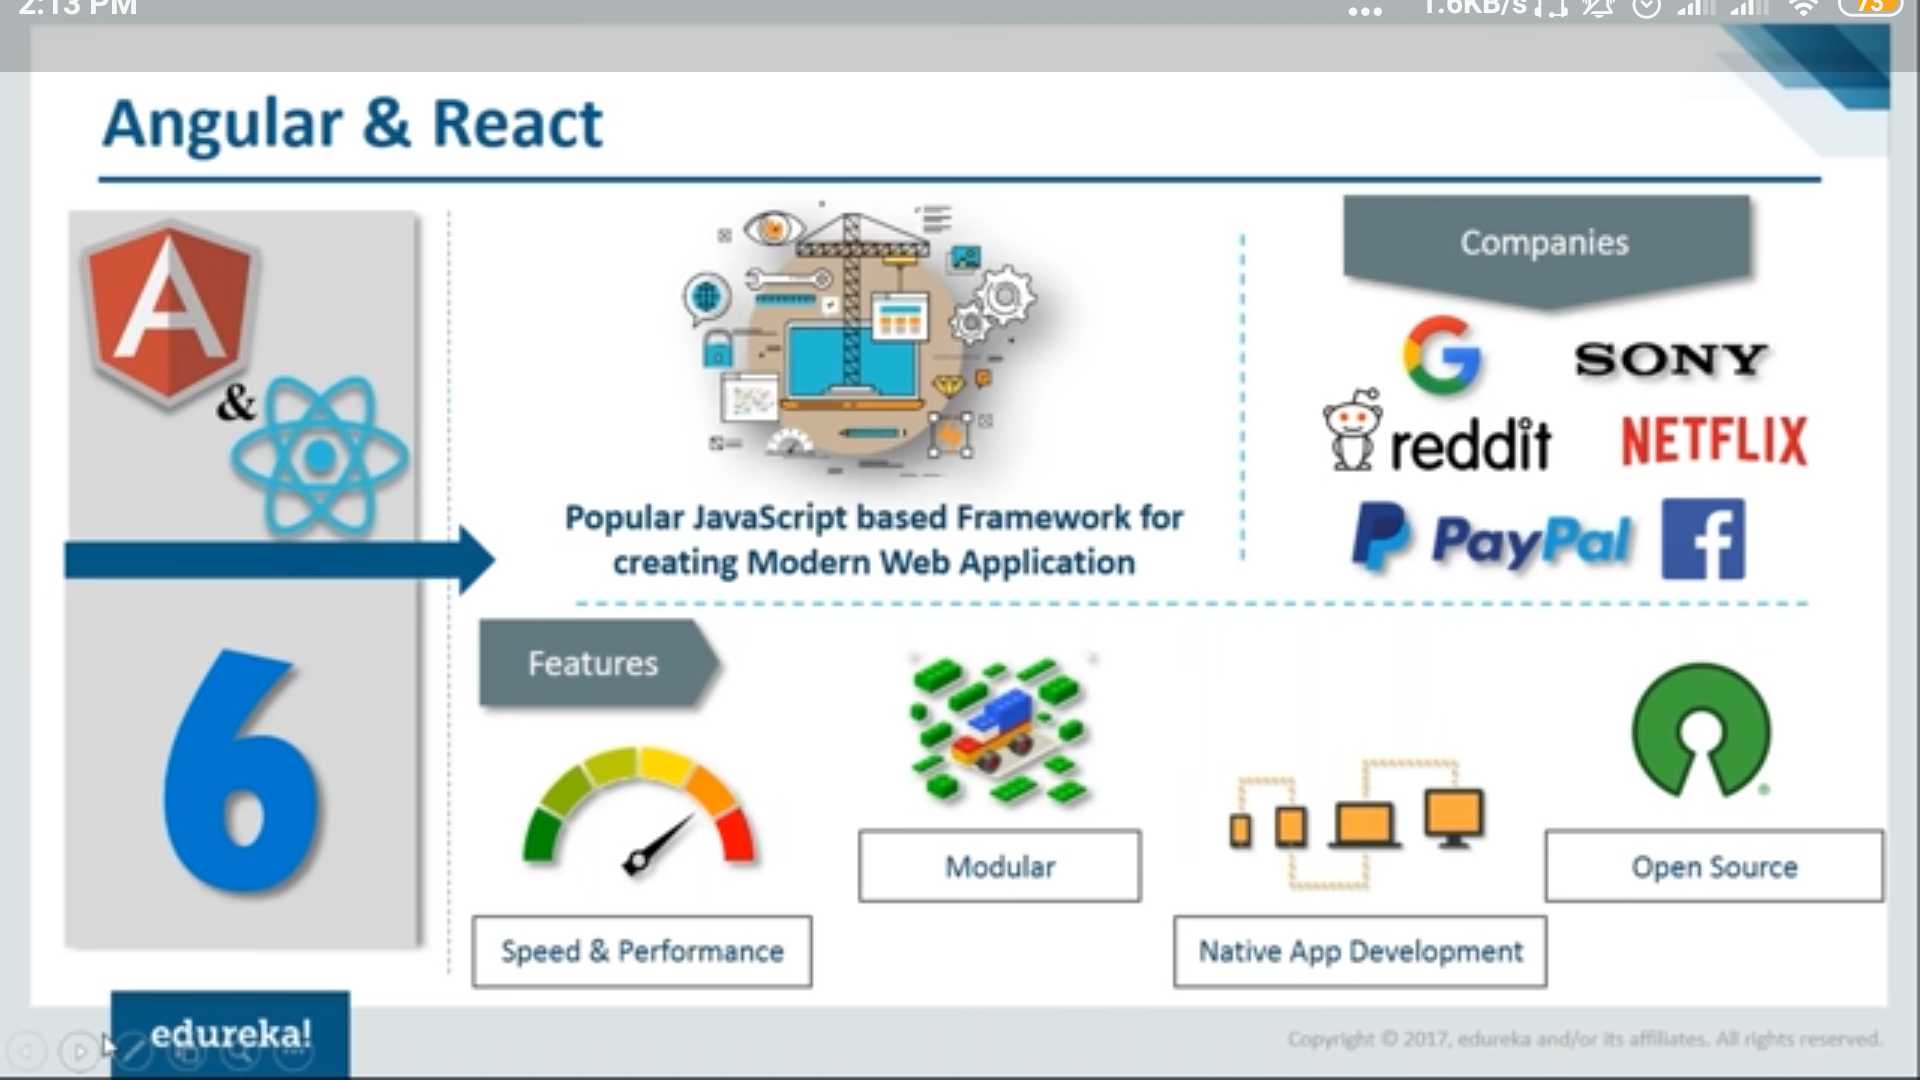 2:13 PM
1.6KB/s
73
Angular & React
A
&
6
Popular JavaScript based Framework for
creating Modern Web Application
Companies
G
SONY
reddit
NETFLIX
P PayPal f
Features
Speed & Performance
Modular
Native App Development
Open Source
edureka!
Copyright © 2017, edureka and/or its affiliates. All rights reserved.